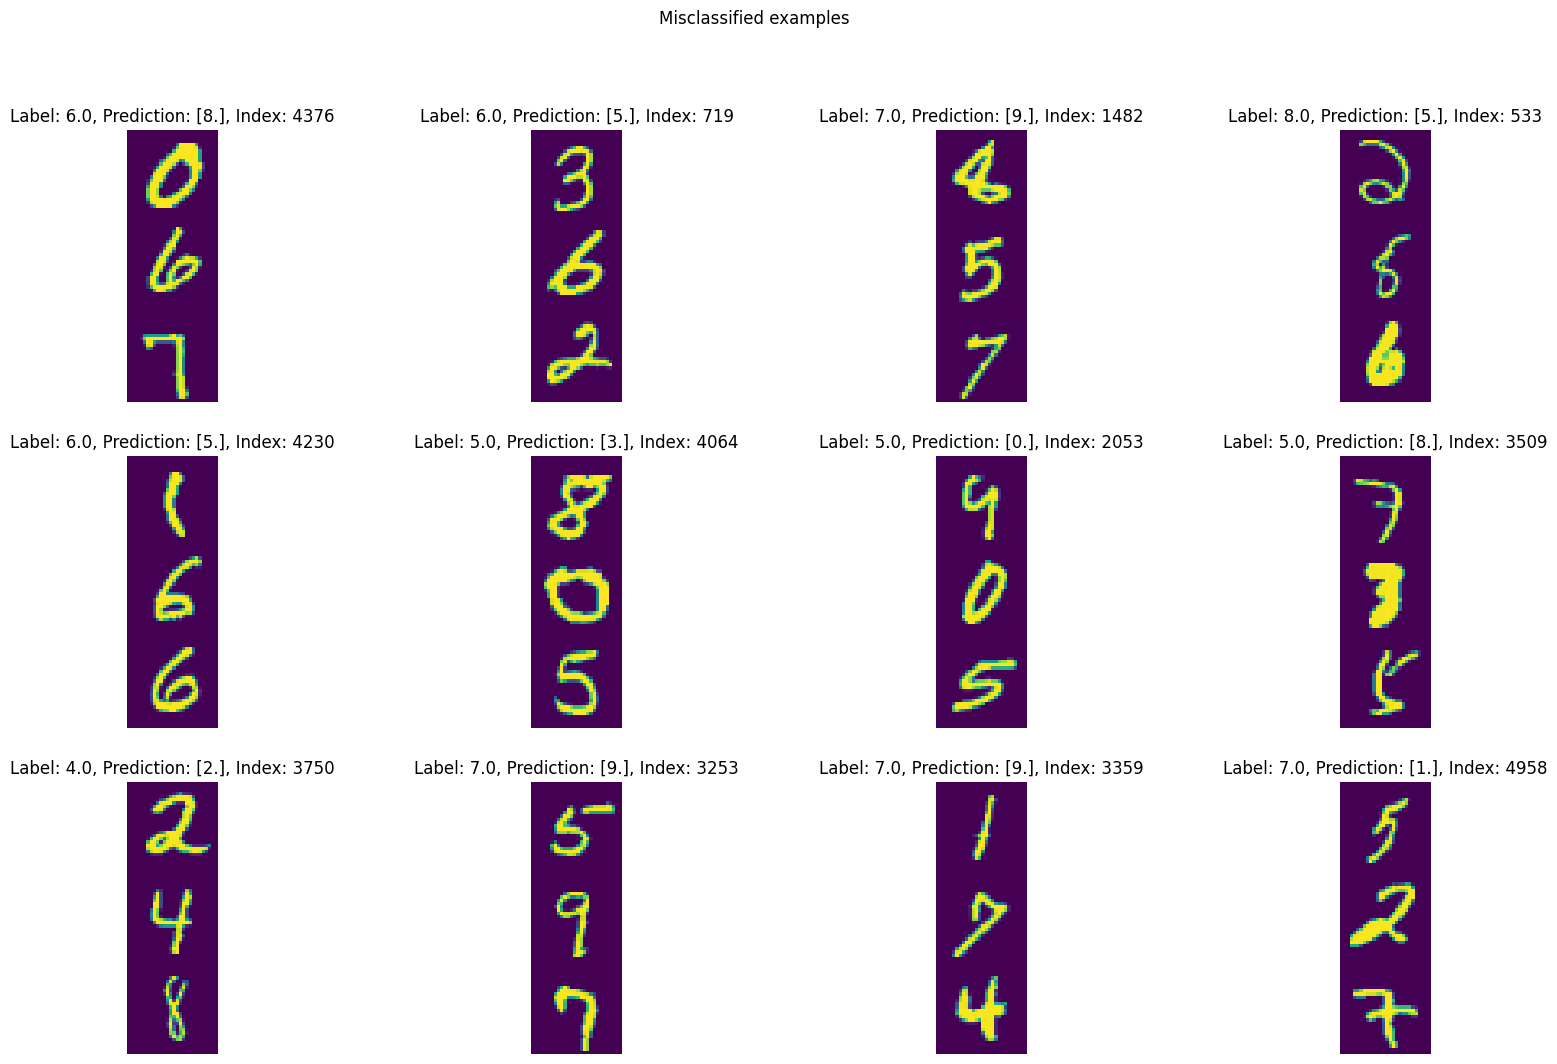 Misclassified examples
Label: 6.0, Prediction: [8.], Index: 4376
0
6
7
Label: 6.0, Prediction: [5.], Index: 719
3
6
2
Label: 7.0, Prediction: [9.], Index: 1482
4
5
7
Label: 8.0, Prediction: [5.], Index: 533
2
8
6
Label: 6.0, Prediction: [5.], Index: 4230
1
6
6
Label: 5.0, Prediction: [3.], Index: 4064
8
0
5
Label: 5.0, Prediction: [0.], Index: 2053
9
0
5
Label: 5.0, Prediction: [8.], Index: 3509
7
3
5
Label: 4.0, Prediction: [2.], Index: 3750
2
4
8
Label: 7.0, Prediction: [9.], Index: 3253
5
9
7
Label: 7.0, Prediction: [9.], Index: 3359
1
7
4
Label: 7.0, Prediction: [1.], Index: 4958
5
2
7